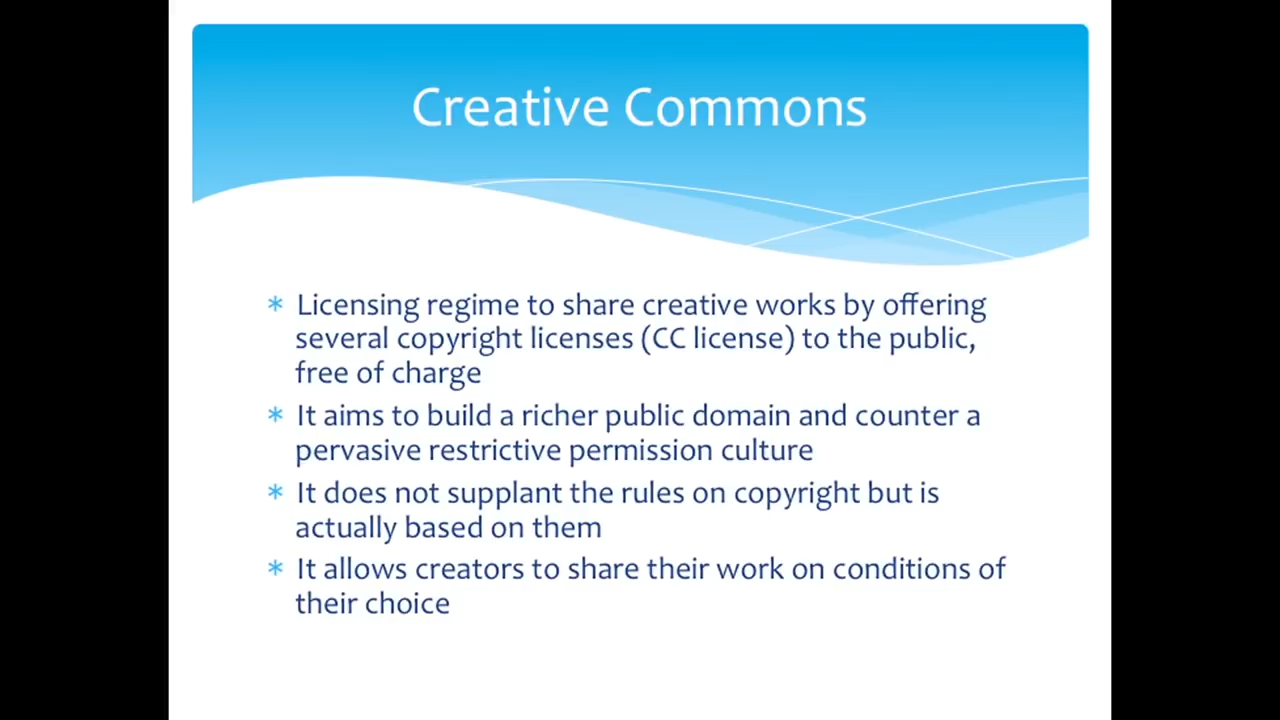 Creative Commons
* Licensing regime to share creative works by offering
several copyright licenses (CC license) to the public,
free of charge
* It aims to build a richer public domain and counter a
pervasive restrictive permission culture
* It does not supplant the rules on copyright but is
actually based on them
* It allows creators to share their work on conditions of
their choice